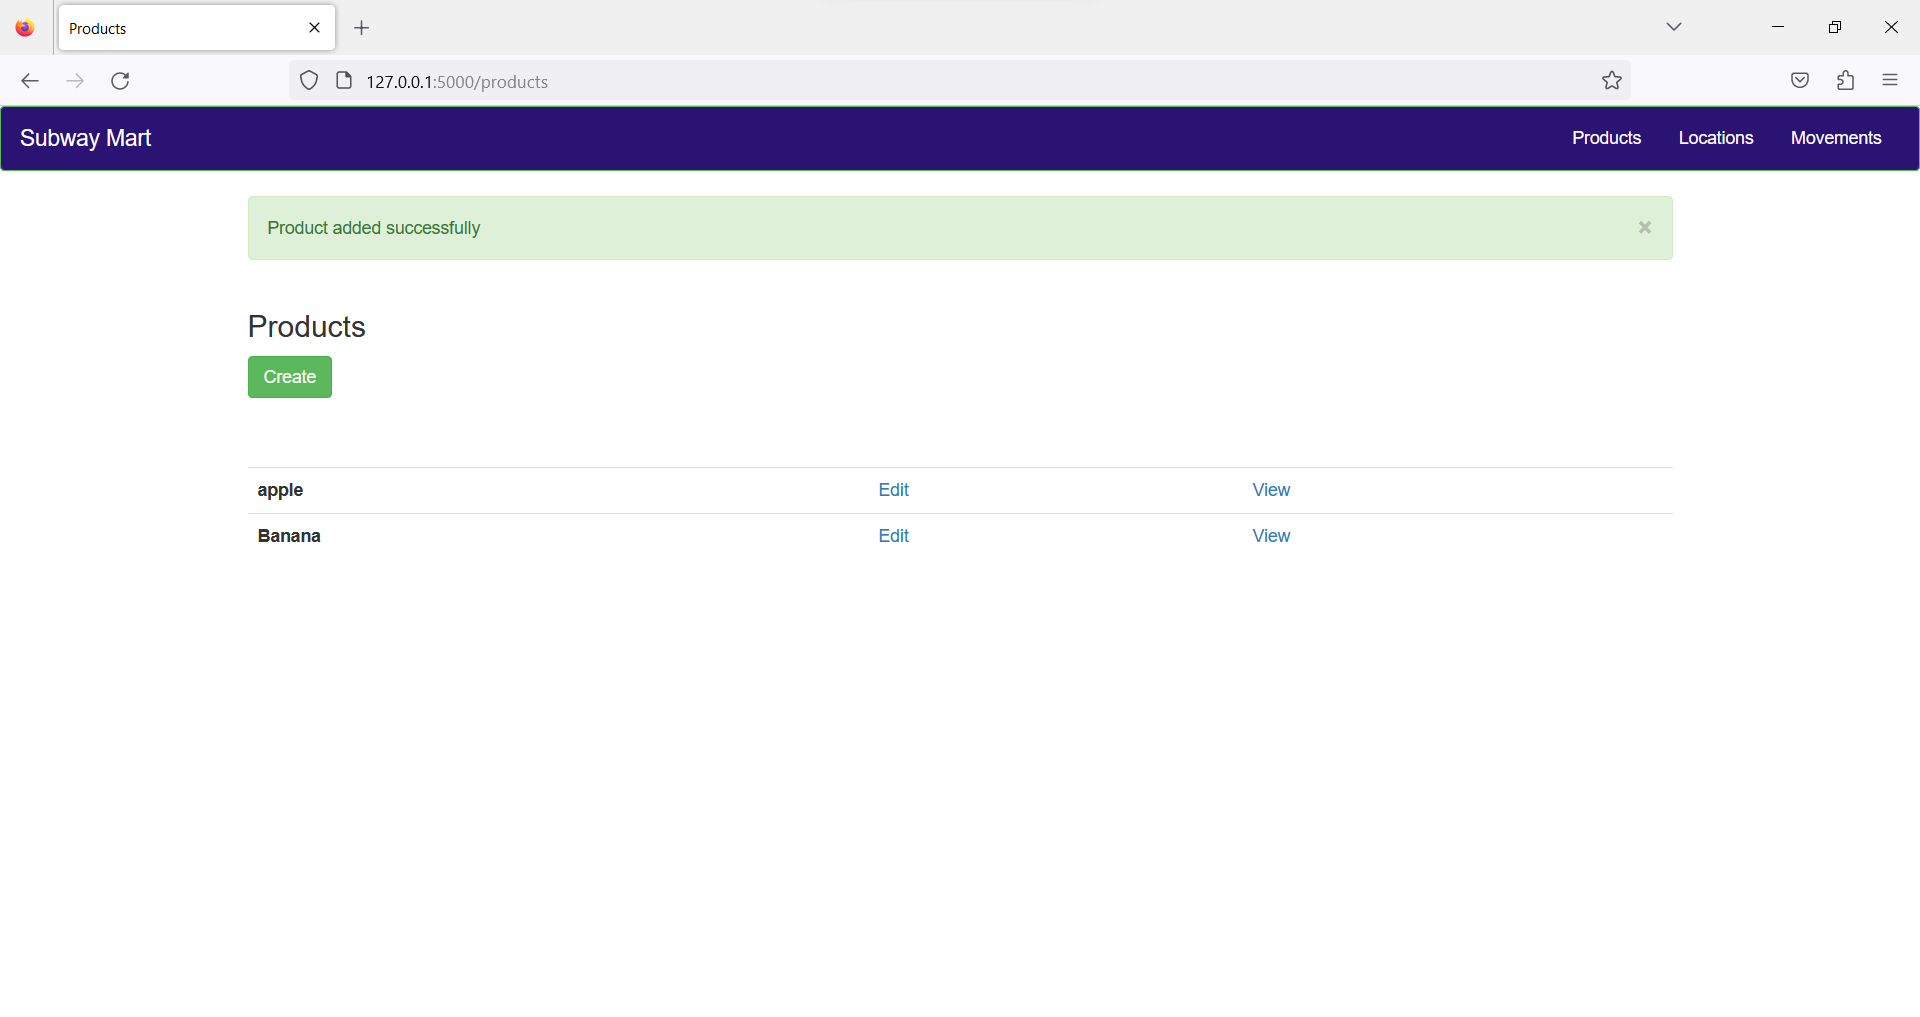 Products
127.0.0.1:5000/products
Subway Mart
Products Locations Movements
Product added successfully
Products
Create
apple Edit View
Banana Edit View